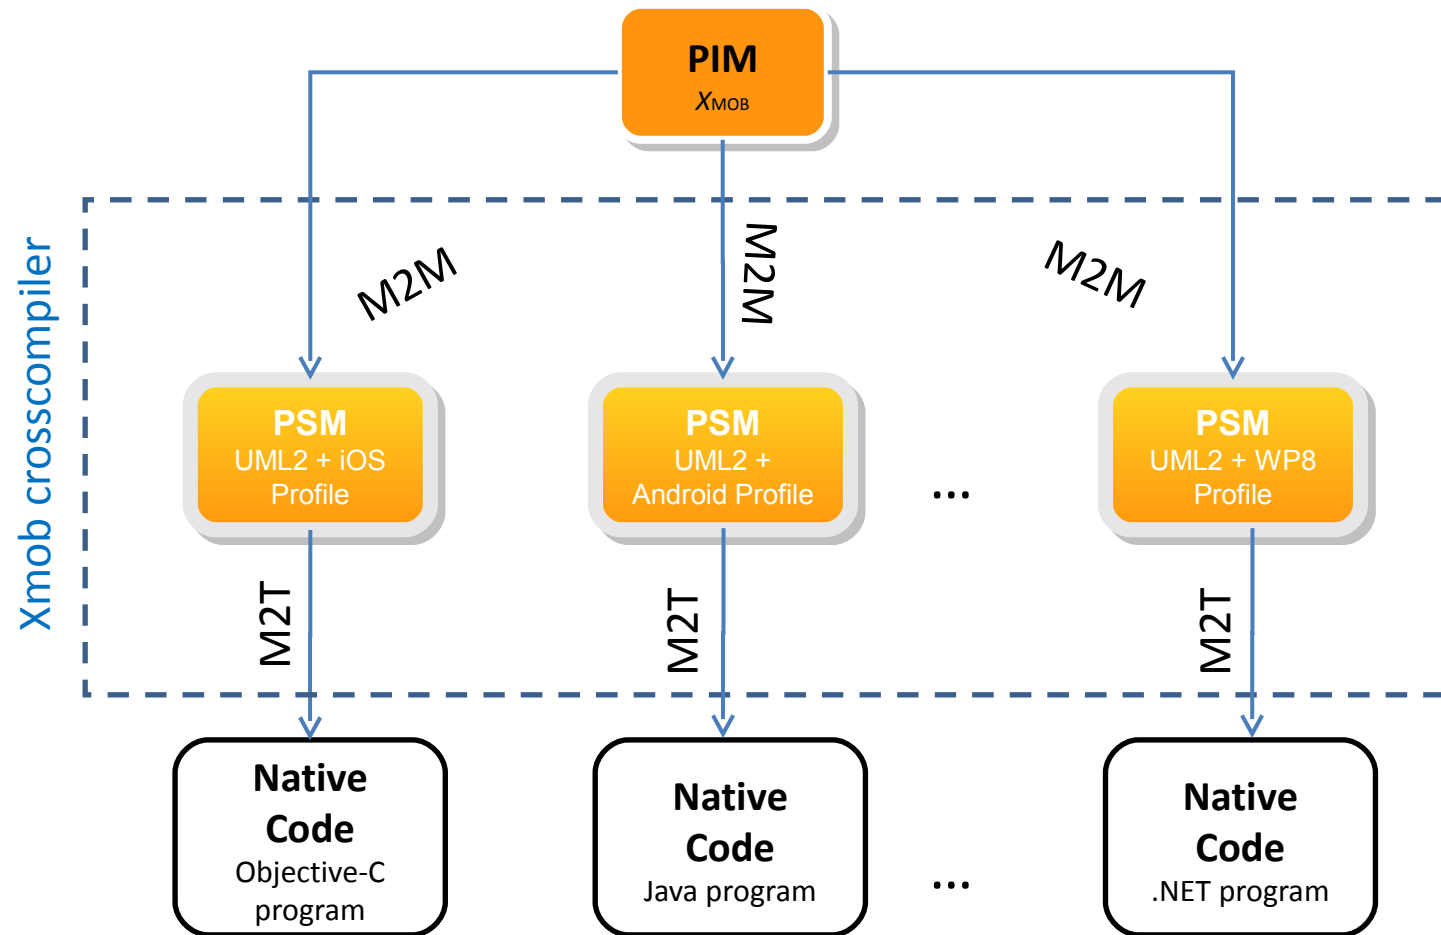 PIM
XMOB
Xmob crosscompiler
M2M
M2M
M2M
PSM
UML2 + iOS
Profile
PSM
UML2 +
Android Profile
...
PSM
UML2 + WP8
Profile
M2T
M2T
M2T
Native
Code
Objective-C
program
Native
Code
Java program
...
Native
Code
.NET program